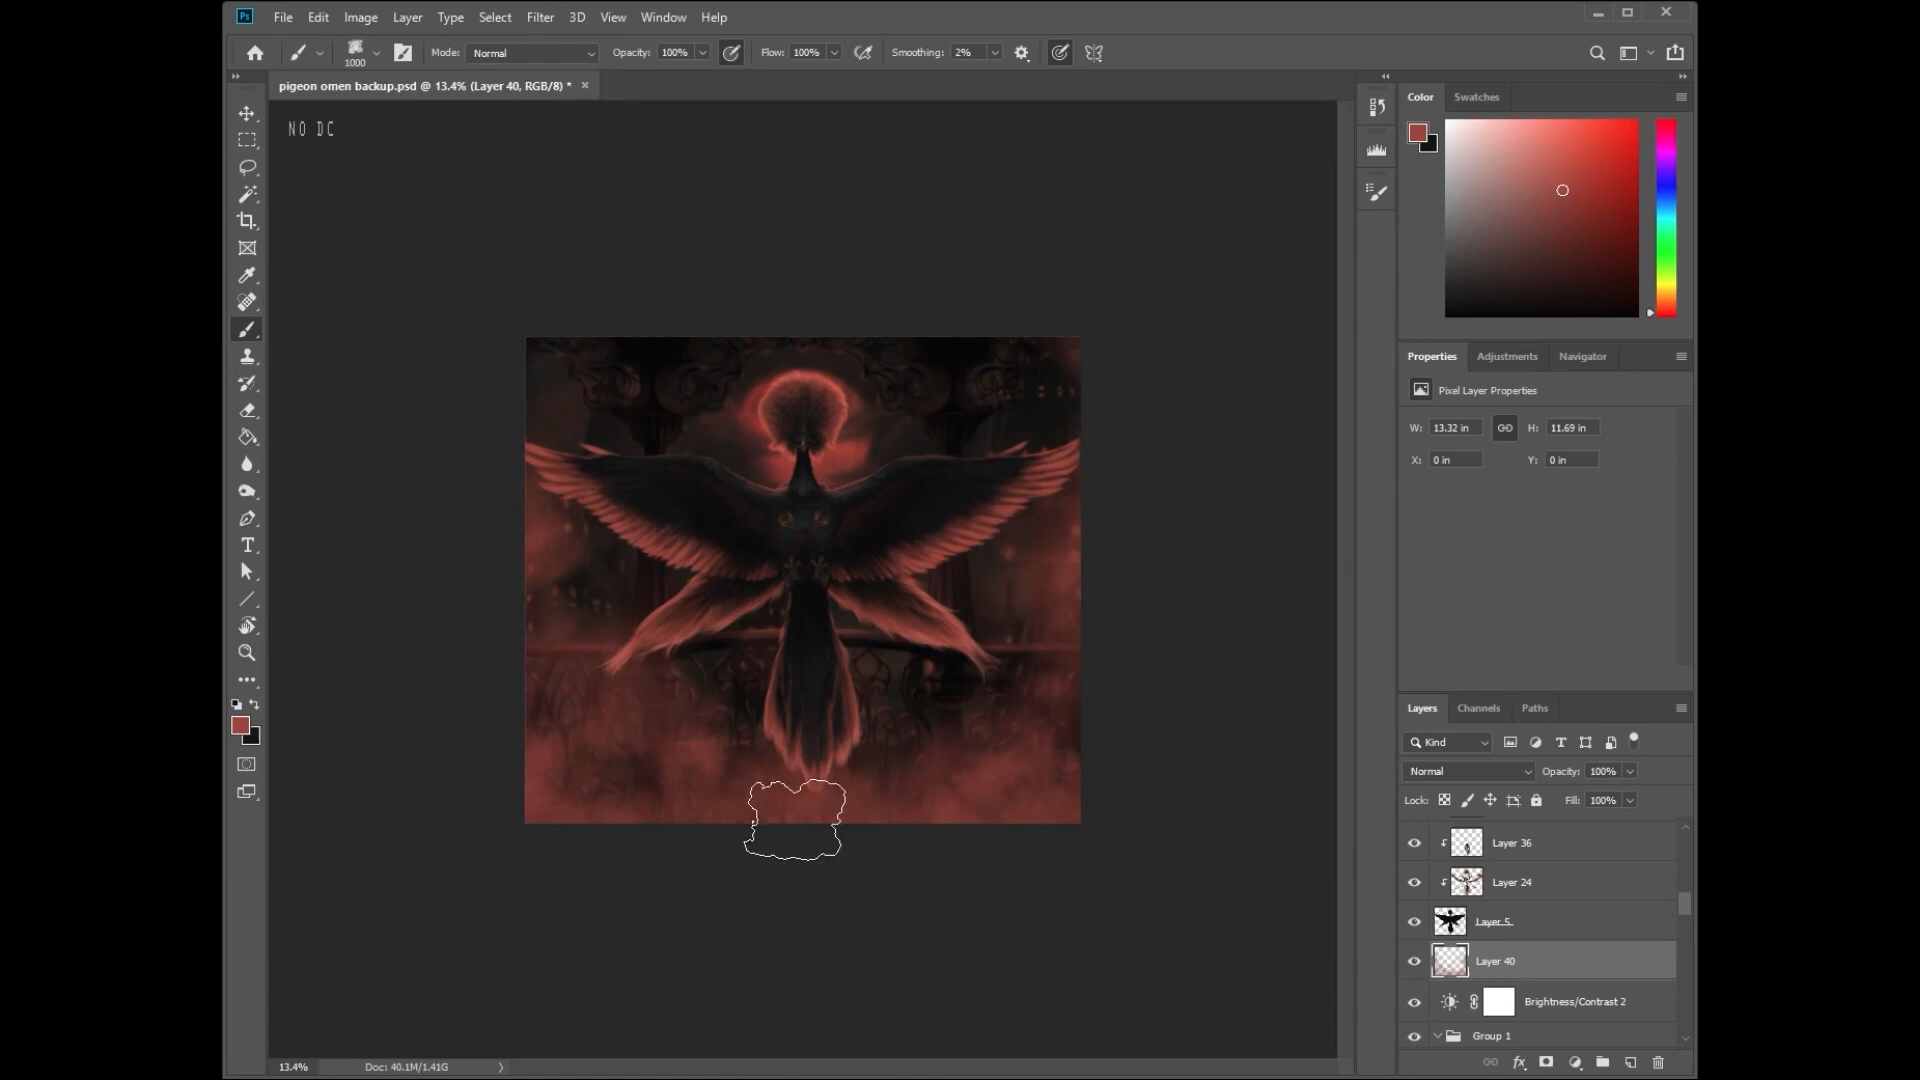 Ps File Edit Image Layer Type Select Filter 3D View Window Help
1000 Mode: Normal Opacity: 100% Flow: 100% Smoothing: 2%
pigeon omen backup.psd @ 13.4% (Layer 40, RGB/8) *
NO DC
Color Swatches
Properties Adjustments Navigator
Pixel Layer Properties
W: 13.32 in H: 11.69 in
X: 0 in Y: 0 in
Layers Channels Paths
Kind
Normal Opacity: 100%
Lock: Fill: 100%
Layer 36
Layer 24
Layer 5
Layer 40
Brightness/Contrast 2
Group 1
13.4% Doc: 40.1M/1.41G